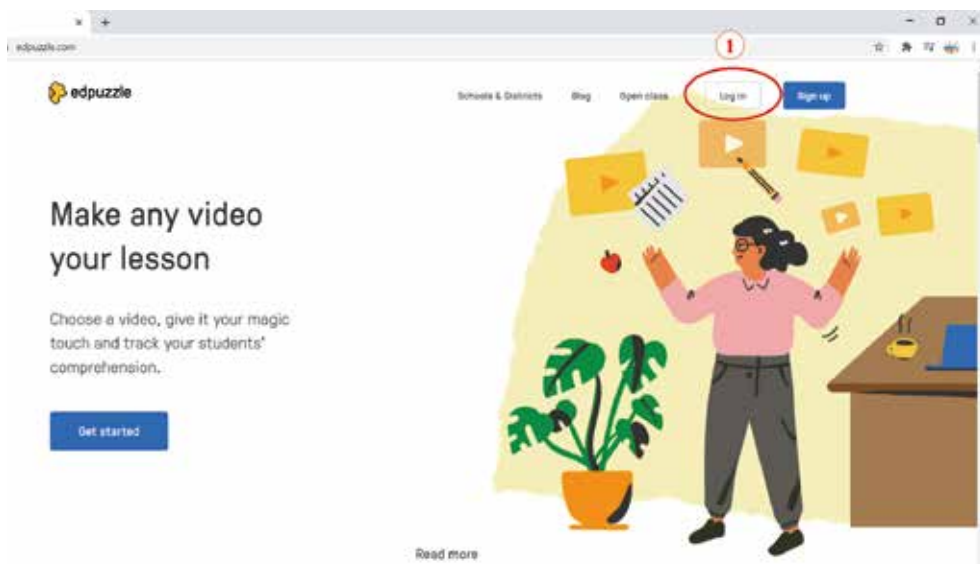 edpuzzle.com
1
edpuzzle
Schools & Districts Blog Open class Log in Sign up
Make any video
your lesson
Choose a video, give it your magic
touch and track your students'
comprehension.
Get started
Read more